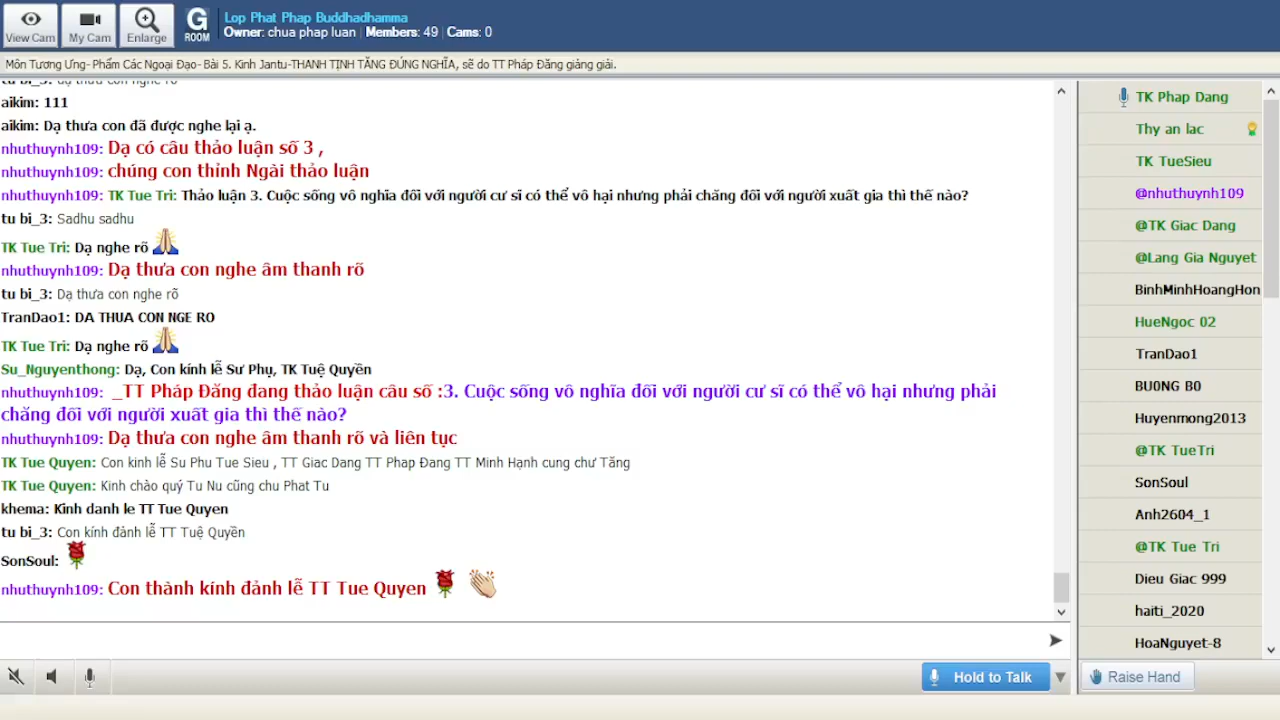 View Cam
My Cam
Enlarge
G
ROOM
Lop Phat Phap Buddhadhamma
Owner: chua phap luan | Members: 49 | Cams: 0
Môn Tương Ưng- Phẩm Các Ngoại Đạo- Bài 5. Kinh Jantu-THANH TỊNH TĂNG ĐÚNG NGHĨA, sẽ do TT Pháp Đăng giảng giải.
tu bi_3: dạ thưa con nghe rõ
aikim: 111
aikim: Dạ thưa con đã được nghe lại ạ.
nhuthuynh109: Dạ có câu thảo luận số 3 ,
nhuthuynh109: chúng con thỉnh Ngài thảo luận
nhuthuynh109: TK Tue Tri: Thảo luận 3. Cuộc sống vô nghĩa đối với người cư sĩ có thể vô hại nhưng phải chăng đối với người xuất gia thì thế nào?
tu bi_3: Sadhu sadhu
TK Tue Tri: Dạ nghe rõ
nhuthuynh109: Dạ thưa con nghe âm thanh rõ
tu bi_3: Dạ thưa con nghe rõ
TranDao1: DA THUA CON NGE RO
TK Tue Tri: Dạ nghe rõ
Su_Nguyenthong: Dạ, Con kính lễ Sư Phụ, TK Tuệ Quyền
nhuthuynh109: _TT Pháp Đăng đang thảo luận câu số :3. Cuộc sống vô nghĩa đối với người cư sĩ có thể vô hại nhưng phải
chăng đối với người xuất gia thì thế nào?
nhuthuynh109: Dạ thưa con nghe âm thanh rõ và liên tục
TK Tue Quyen: Con kinh lễ Su Phu Tue Sieu , TT Giac Dang TT Phap Đang TT Minh Hạnh cung chư Tăng
TK Tue Quyen: Kinh chào quý Tu Nu cũng chu Phat Tu
khema: Kinh danh le TT Tue Quyen
tu bi_3: Con kính đảnh lễ TT Tuệ Quyền
SonSoul:
nhuthuynh109: Con thành kính đảnh lễ TT Tue Quyen
TK Phap Dang
Thy an lac
TK TueSieu
@nhuthuynh109
@TK Giac Dang
@Lang Gia Nguyet
BinhMinhHoangHon
HueNgoc 02
TranDao1
BU0NG B0
Huyenmong2013
@TK TueTri
SonSoul
Anh2604_1
@TK Tue Tri
Dieu Giac 999
haiti_2020
HoaNguyet-8
Hold to Talk
Raise Hand